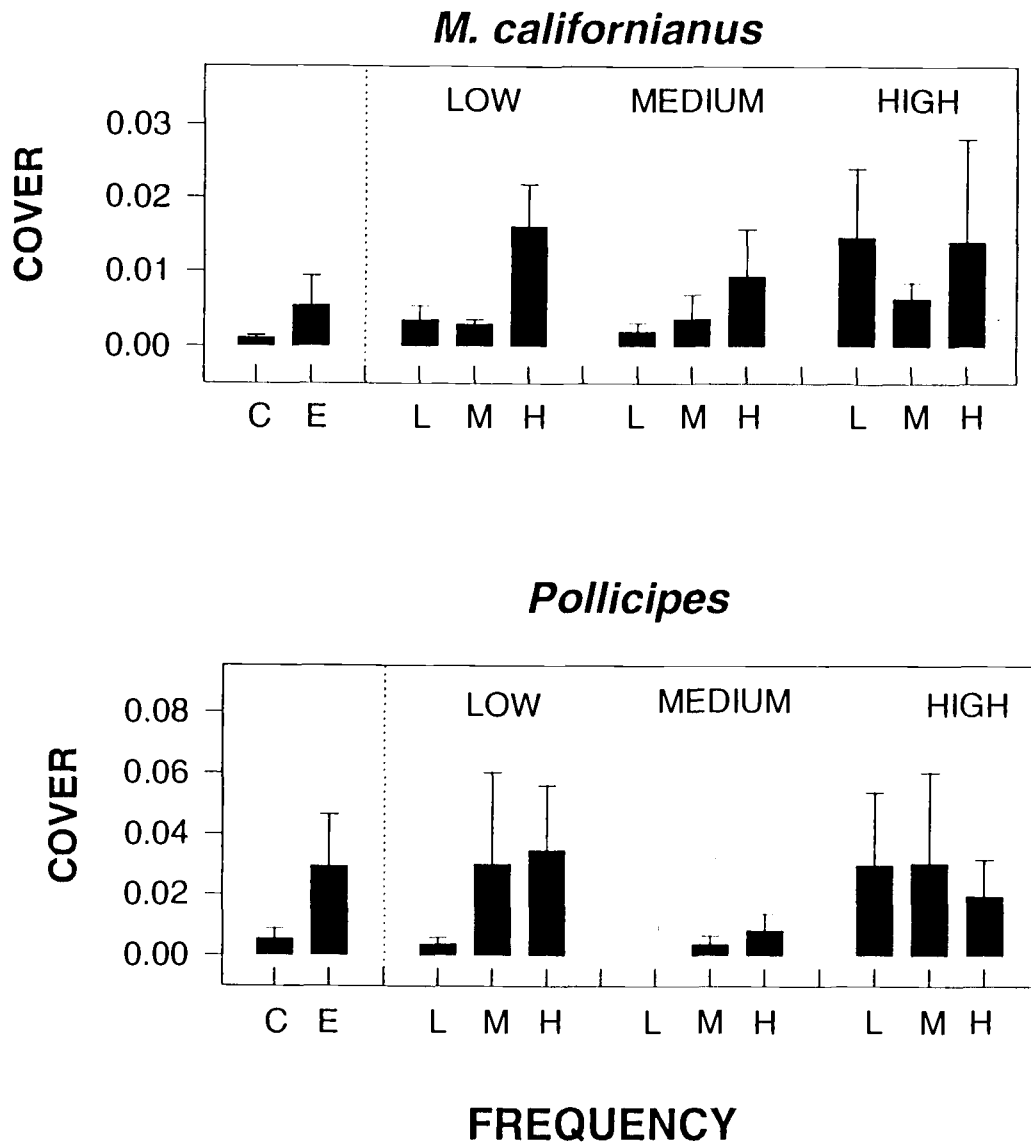 M. californianus
LOW MEDIUM HIGH
COVER
0.03
0.02
0.01
0.00
C E L M H L M H L M H
Pollicipes
LOW MEDIUM HIGH
COVER
0.08
0.06
0.04
0.02
0.00
C E L M H L M H L M H
FREQUENCY